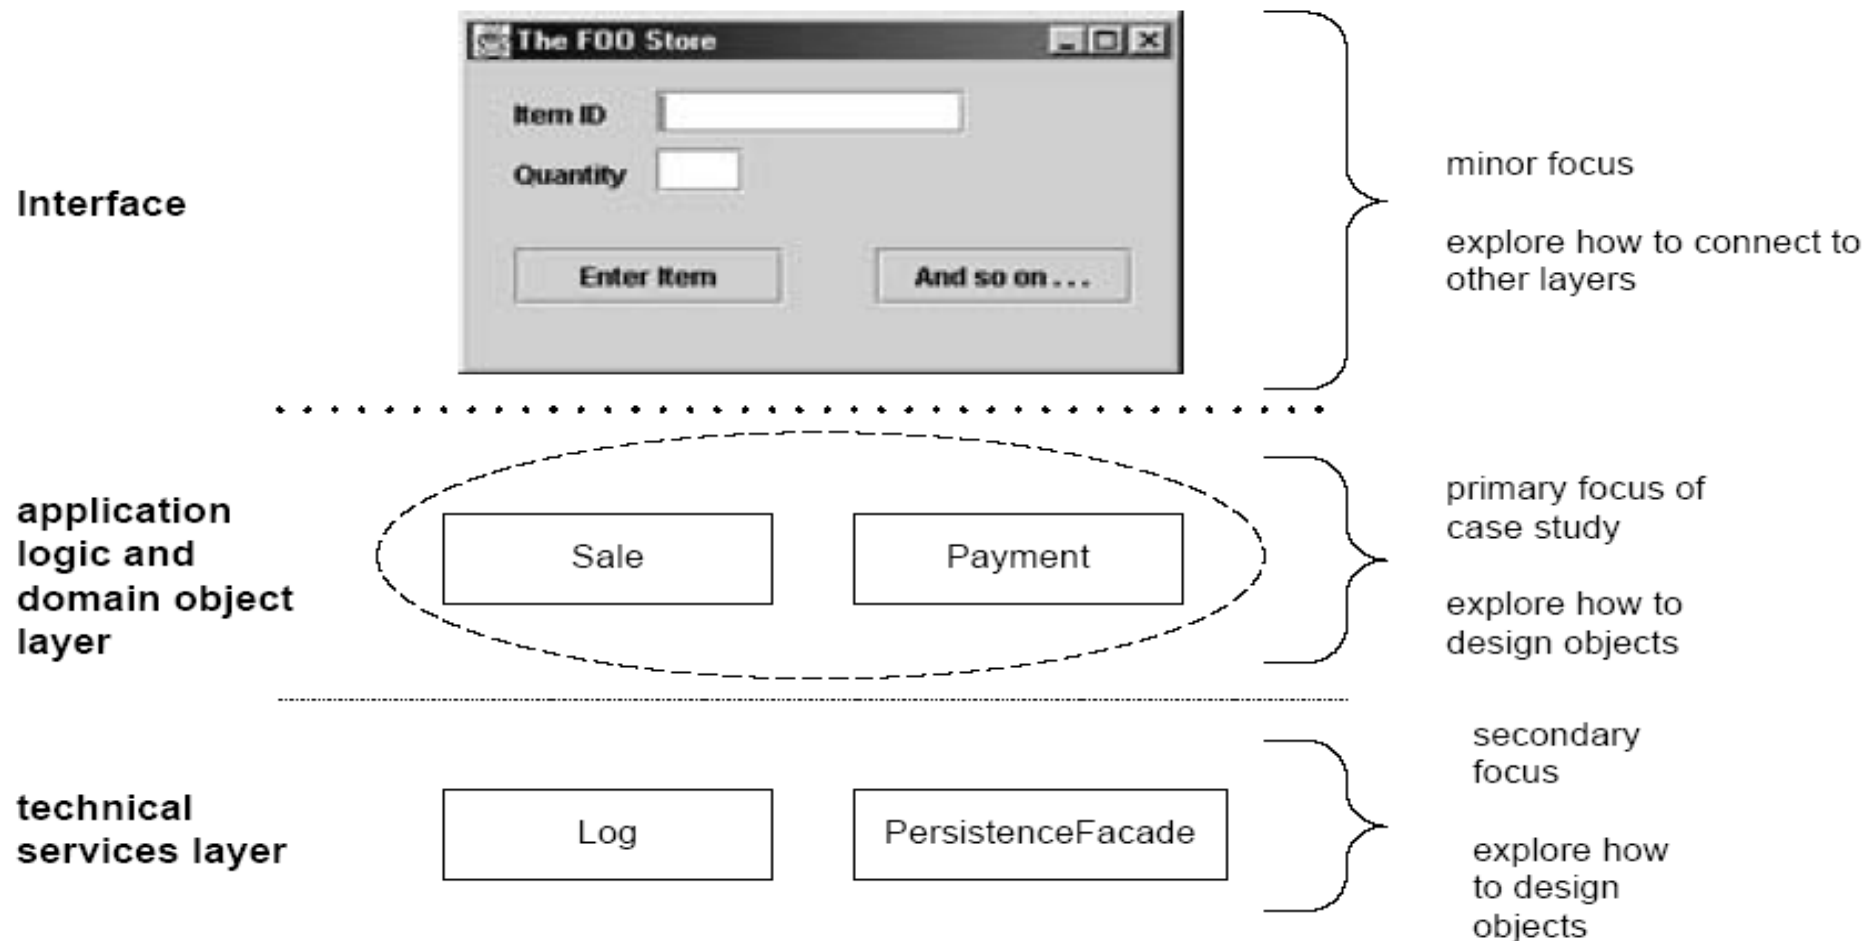 The FOO Store
Item ID
Quantity
Enter Item
And so on . . .
Interface
minor focus
explore how to connect to
other layers
application
logic and
domain object
layer
Sale
Payment
primary focus of
case study
explore how to
design objects
technical
services layer
Log
PersistenceFacade
secondary
focus
explore how
to design
objects